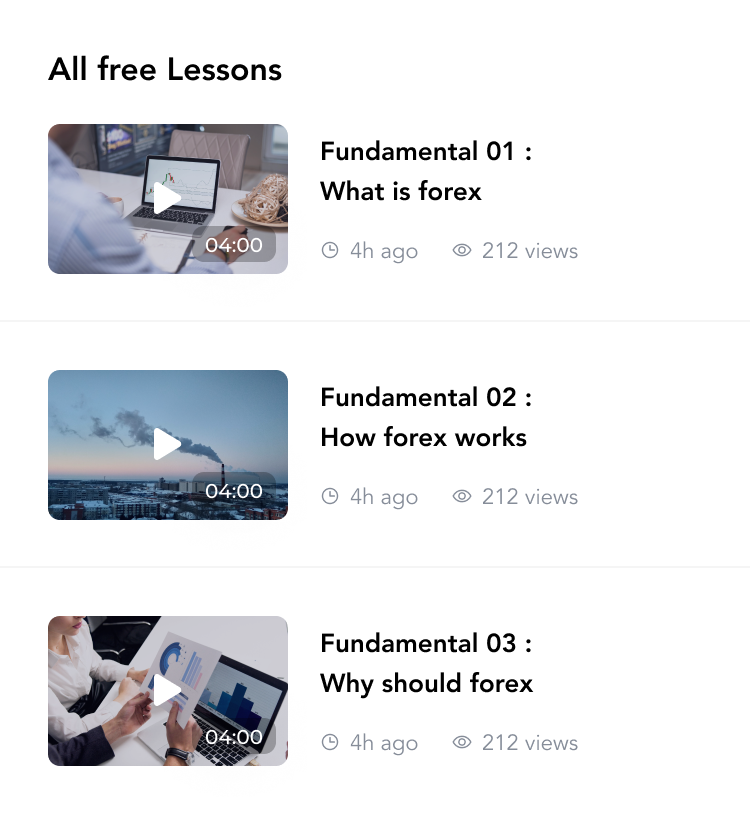 All free Lessons
04:00
Fundamental 01 :
What is forex
4h ago
212 views
04:00
Fundamental 02 :
How forex works
4h ago
212 views
04:00
Fundamental 03 :
Why should forex
4h ago
212 views